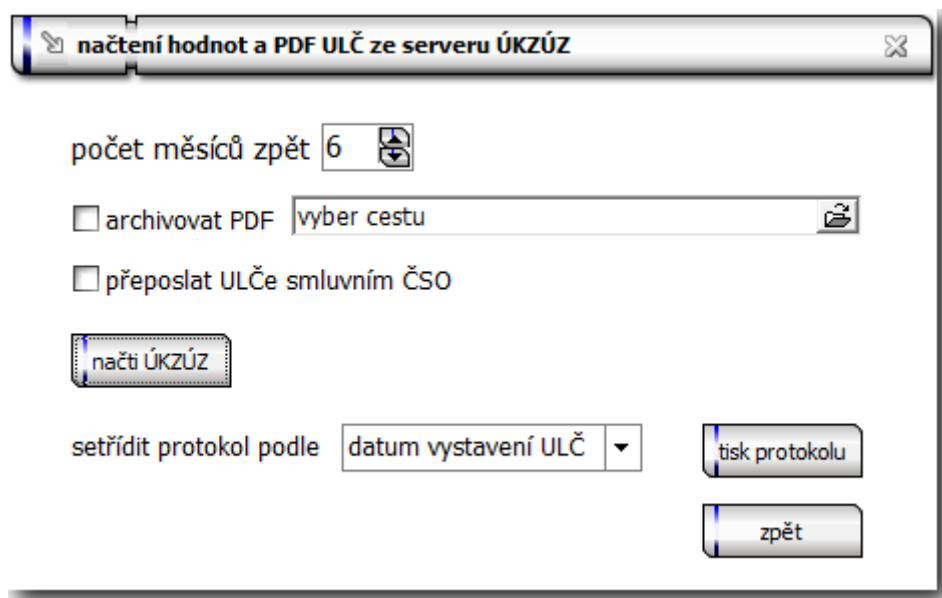 načtení hodnot a PDF ULČ ze serveru ÚKZÚZ
počet měsíců zpět 6
archivovat PDF vyber cestu
přeposlat ULČe smluvním ČSO
načti ÚKZÚZ
setřídit protokol podle datum vystavení ULČ tisk protokolu
zpět